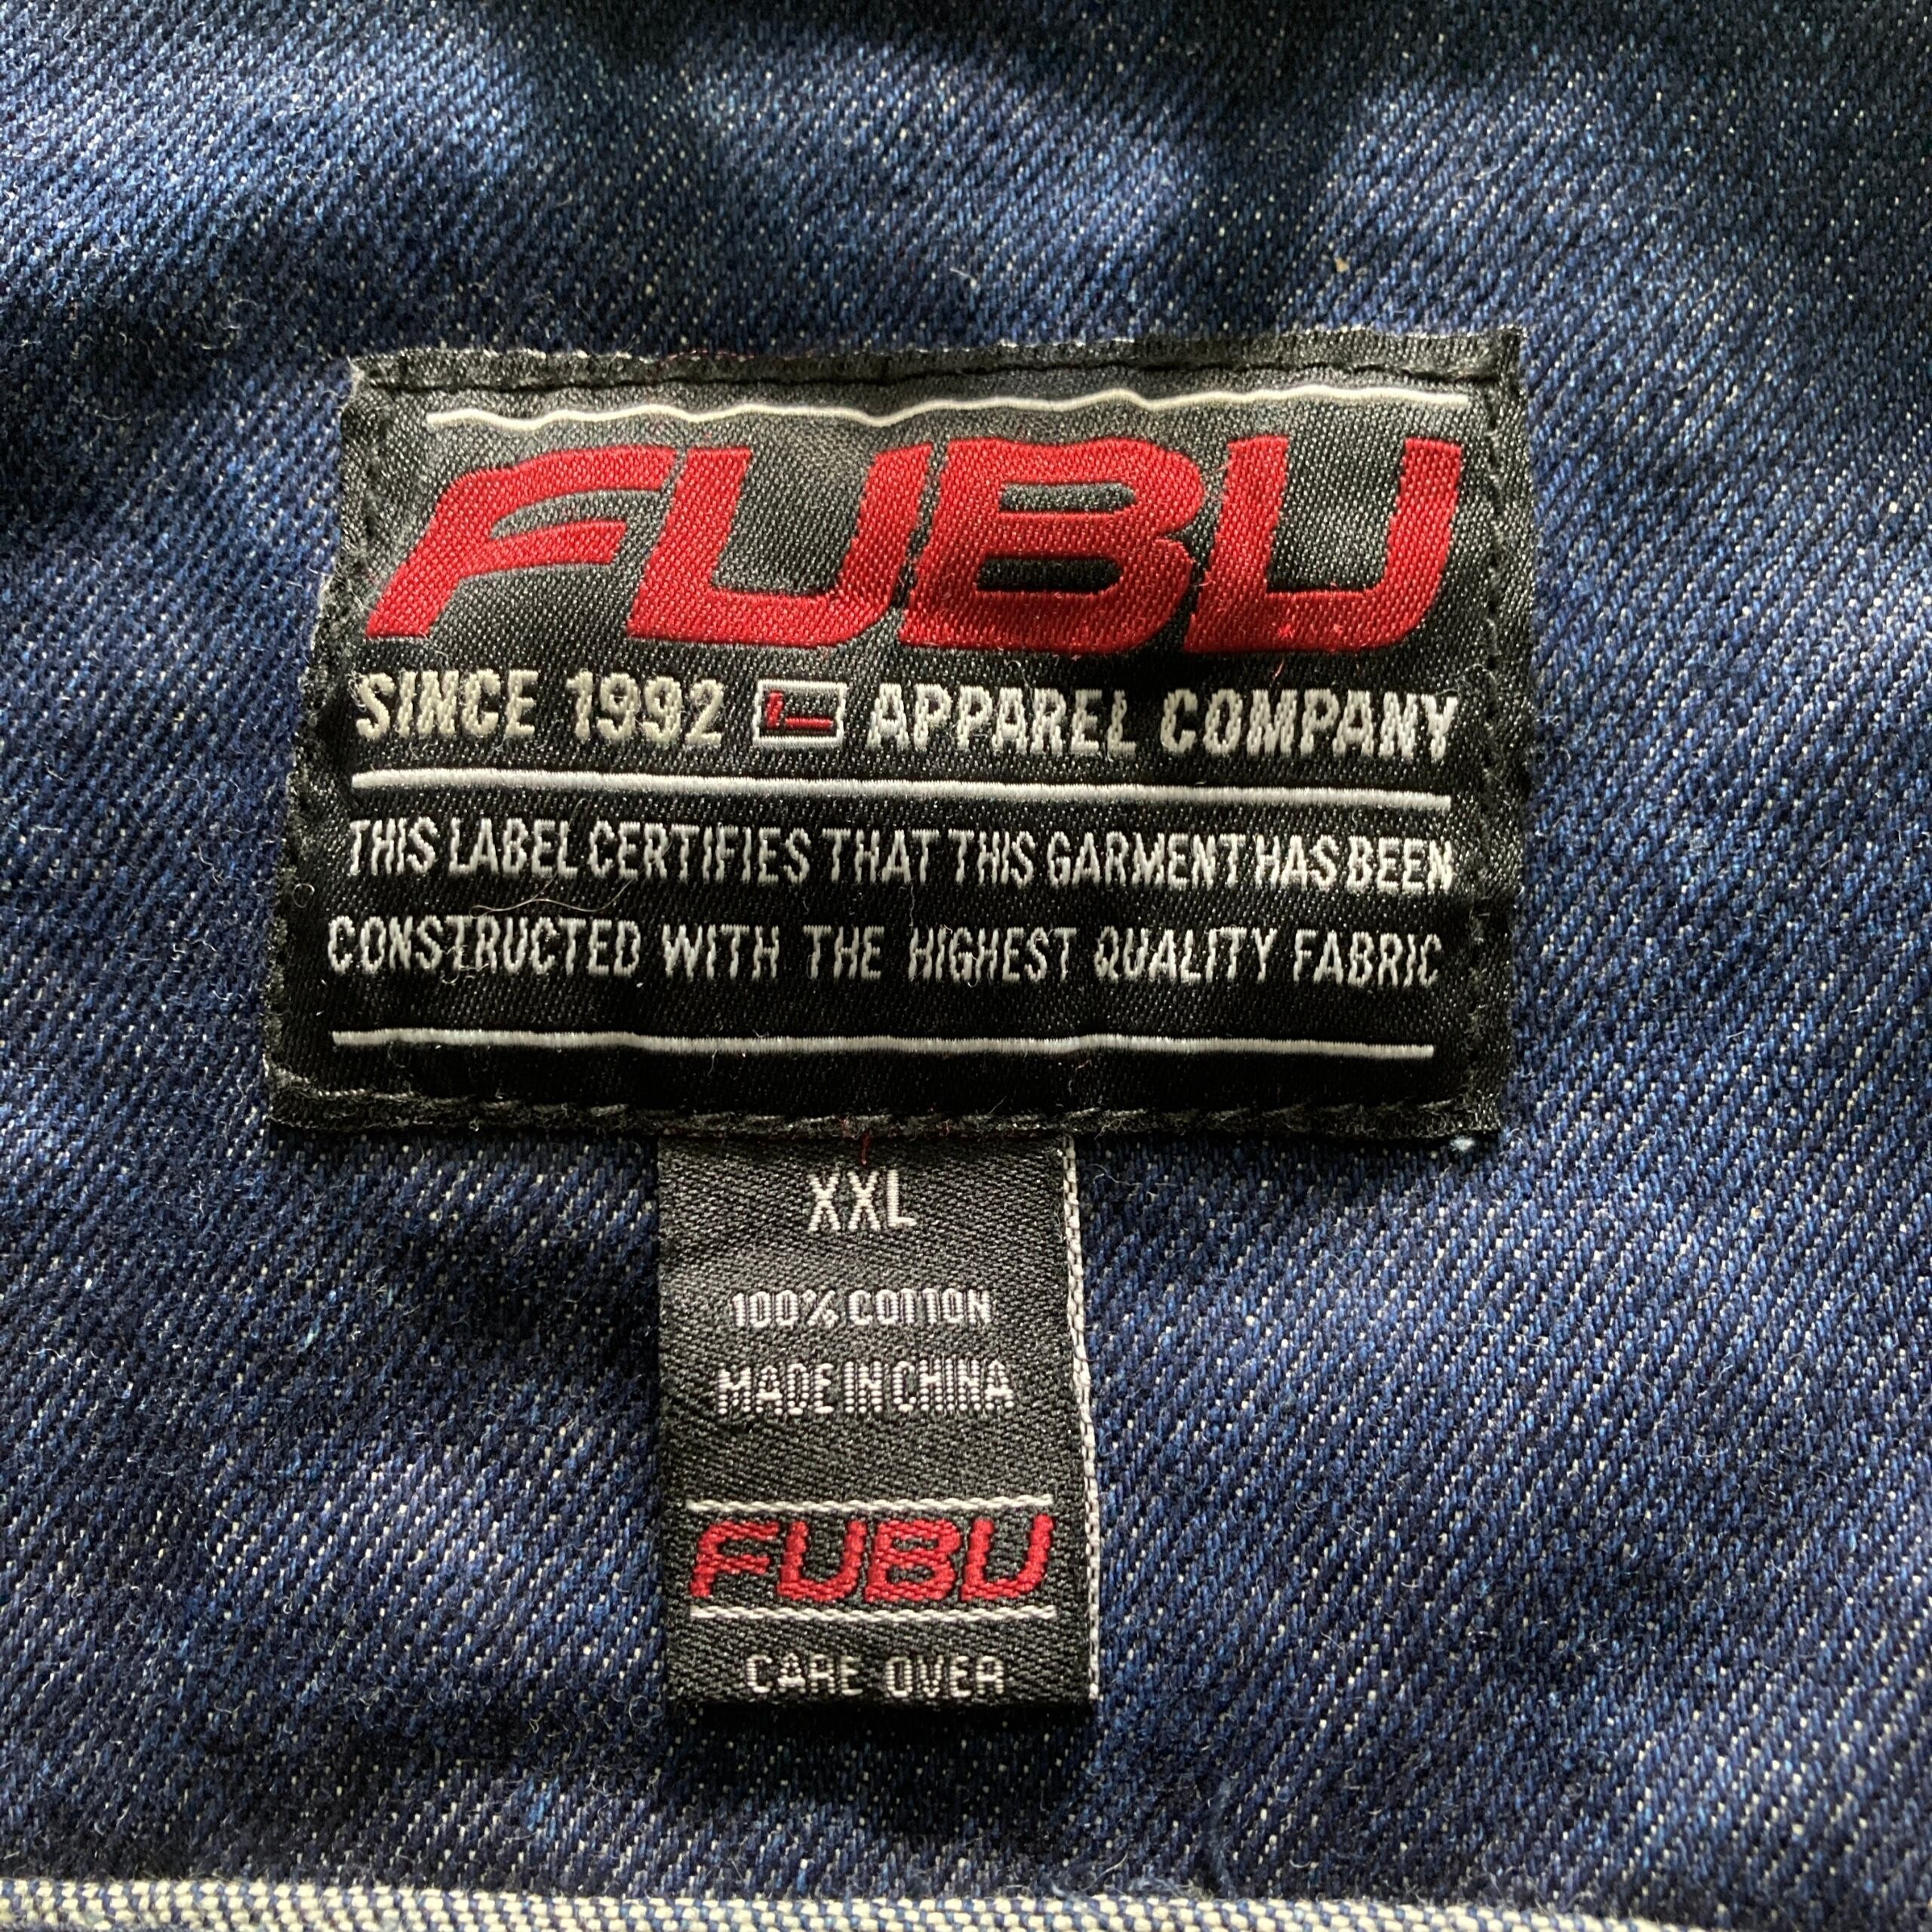 FUBU
SINCE 1992 APPAREL COMPANY
THIS LABEL CERTIFIES THAT THIS GARMENT HAS BEEN
CONSTRUCTED WITH THE HIGHEST QUALITY FABRIC
XXL
100% COTTON
MADE IN CHINA
FUBU
CARE OVER